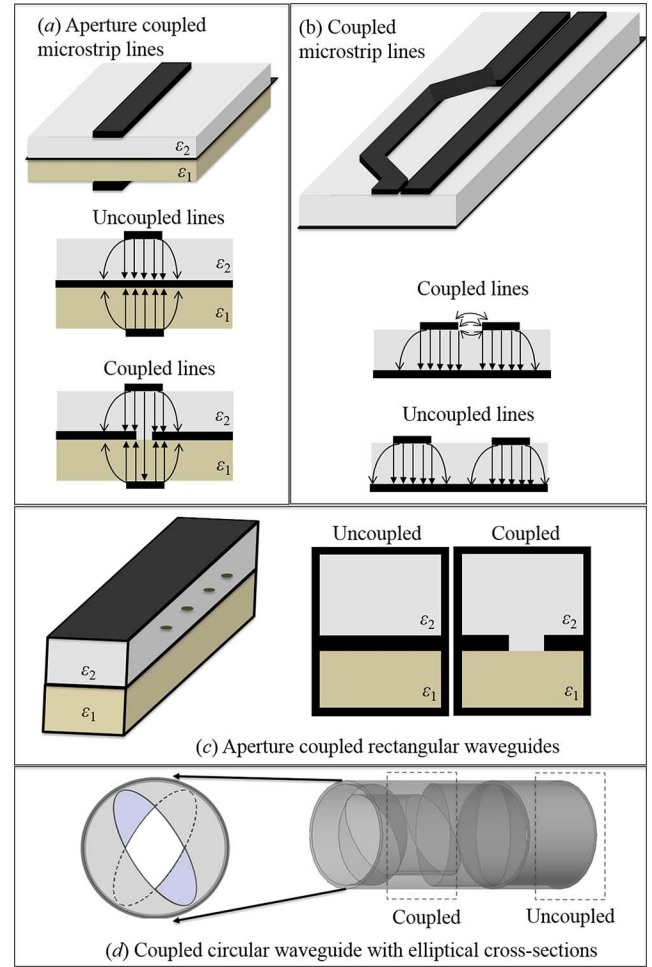 (a) Aperture coupled
microstrip lines
ε2
ε1
Uncoupled lines
ε2
ε1
Coupled lines
ε2
ε1
(b) Coupled
microstrip lines
Coupled lines
Uncoupled lines
Uncoupled Coupled
ε2
ε1
ε2
ε1
ε2
ε1
(c) Aperture coupled rectangular waveguides
Coupled Uncoupled
(d) Coupled circular waveguide with elliptical cross-sections